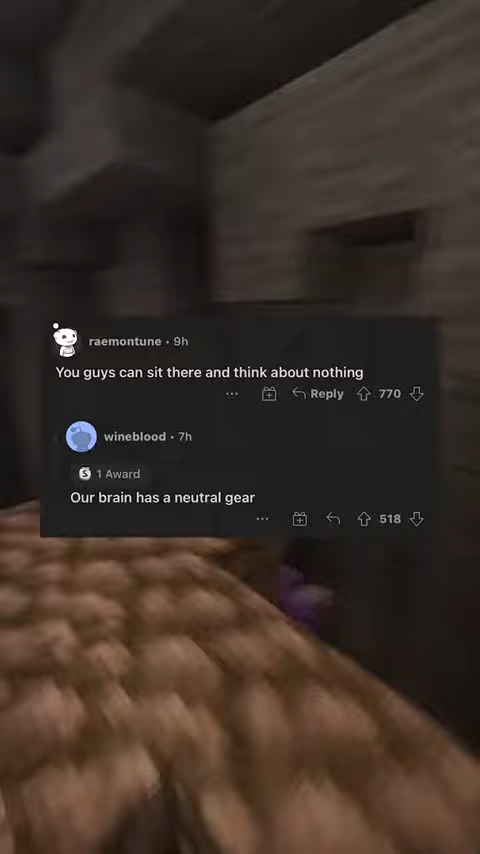 raemontune • 9h
You guys can sit there and think about nothing
Reply 770
wineblood • 7h
1 Award
Our brain has a neutral gear
518